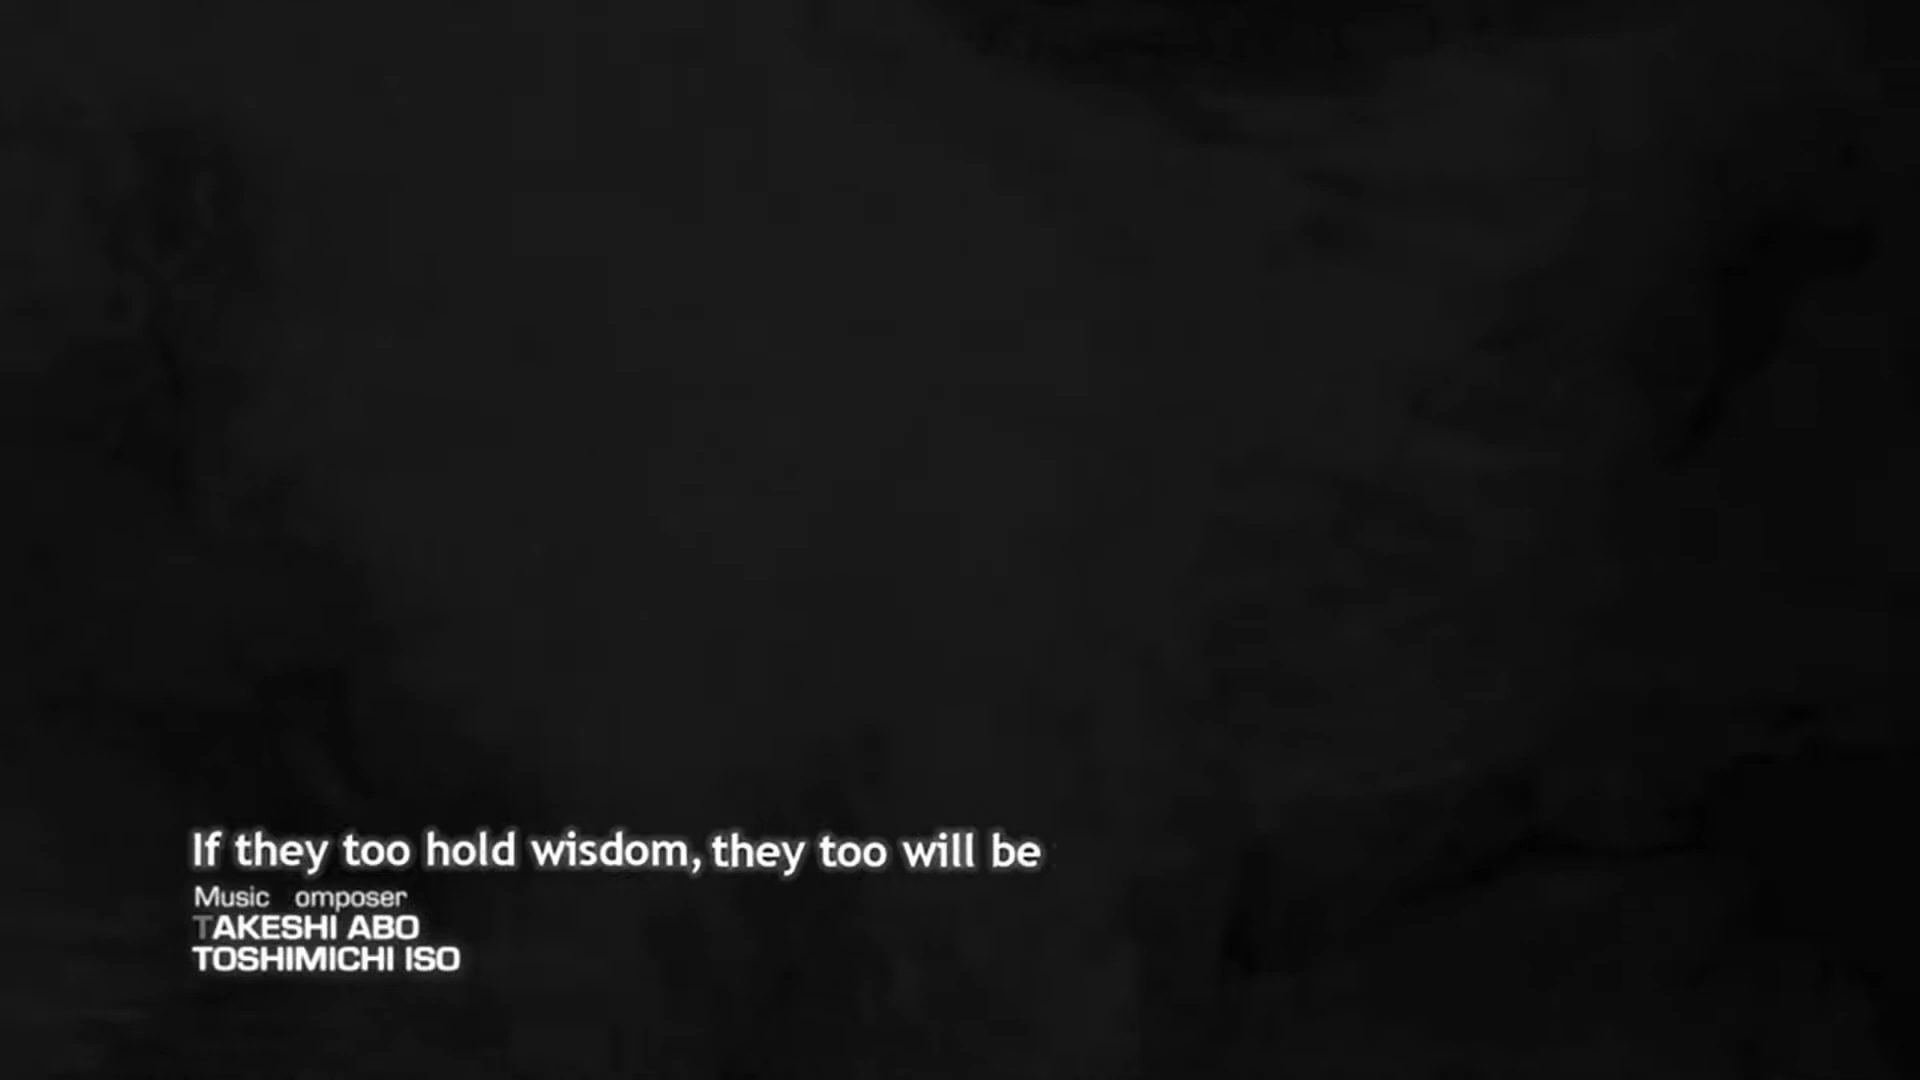 If they too hold wisdom, they too will be
Music omposer
TAKESHI ABO
TOSHIMICHI ISO